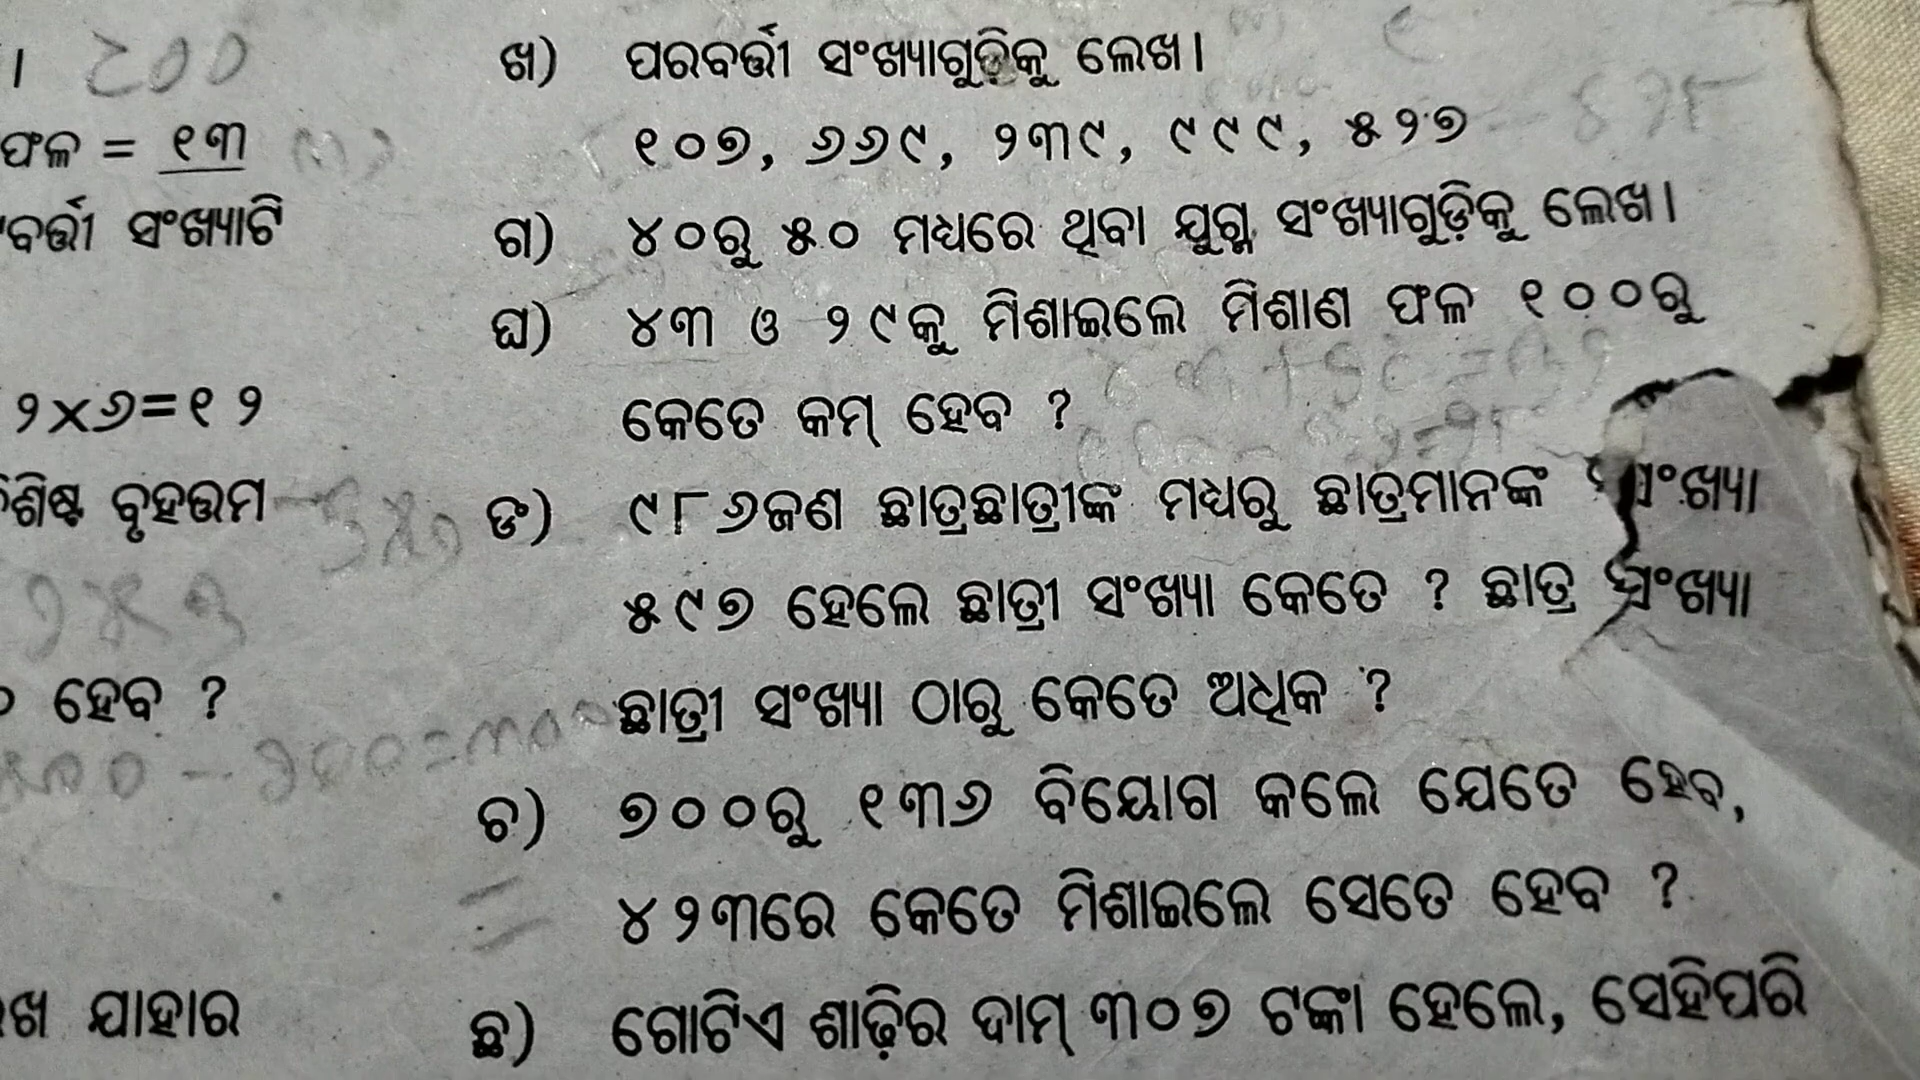 । ୨୦୦
ଫଳ = ୧୩
ବର୍ତ୍ତୀ ସଂଖ୍ୟାଟି
୨×୬=୧୨
ଶିଷ୍ଟ ବୃହତ୍ତମ
ହେବ ?
ଯାହାର
ଖ) ପରବର୍ତ୍ତୀ ସଂଖ୍ୟାଗୁଡ଼ିକୁ ଲେଖ।
୧୦୭, ୬୬୯, ୨୩୯, ୯୯୯, ୫୨୭
ଗ) ୪୦ରୁ ୫୦ ମଧ୍ୟରେ ଥିବା ଯୁଗ୍ମ ସଂଖ୍ୟାଗୁଡ଼ିକୁ ଲେଖ।
ଘ) ୪୩ ଓ ୨୯କୁ ମିଶାଇଲେ ମିଶାଣ ଫଳ ୧୦୦ରୁ
କେତେ କମ୍ ହେବ ?
ଙ) ୯୮୬ଜଣ ଛାତ୍ରଛାତ୍ରୀଙ୍କ ମଧ୍ୟରୁ ଛାତ୍ରମାନଙ୍କ ସଂଖ୍ୟା
୫୯୭ ହେଲେ ଛାତ୍ରୀ ସଂଖ୍ୟା କେତେ ? ଛାତ୍ର ସଂଖ୍ୟା
ଛାତ୍ରୀ ସଂଖ୍ୟା ଠାରୁ କେତେ ଅଧିକ ?
ଚ) ୭୦୦ରୁ ୧୩୬ ବିୟୋଗ କଲେ ଯେତେ ହେବ,
୪୨୩ରେ କେତେ ମିଶାଇଲେ ସେତେ ହେବ ?
ଛ) ଗୋଟିଏ ଶାଢ଼ିର ଦାମ୍ ୩୦୭ ଟଙ୍କା ହେଲେ, ସେହିପରି